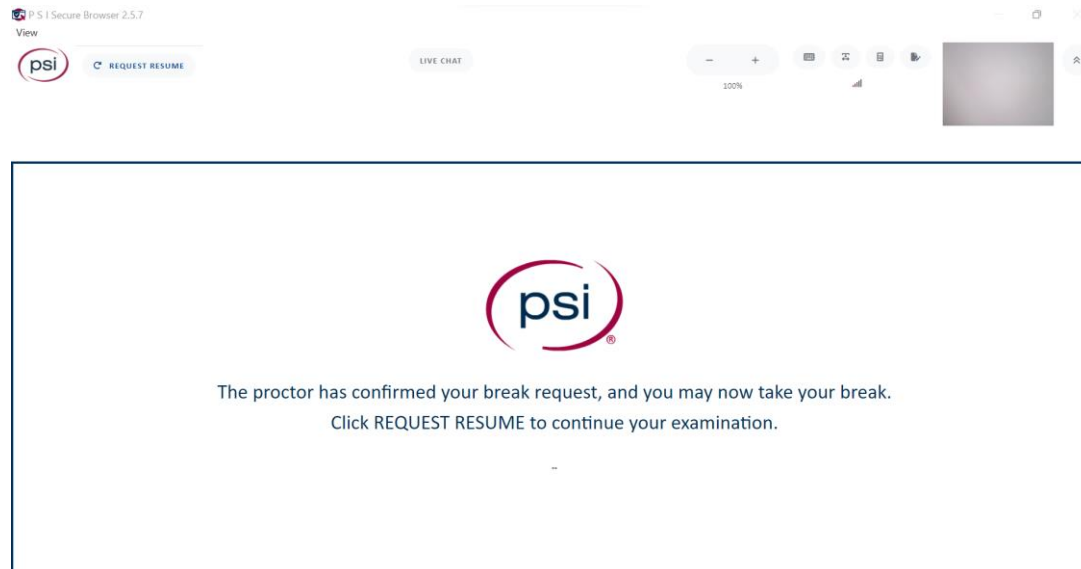 P S I Secure Browser 2.5.7
View
psi
REQUEST RESUME
LIVE CHAT
− +
100%
psi®
The proctor has confirmed your break request, and you may now take your break.
Click REQUEST RESUME to continue your examination.
--